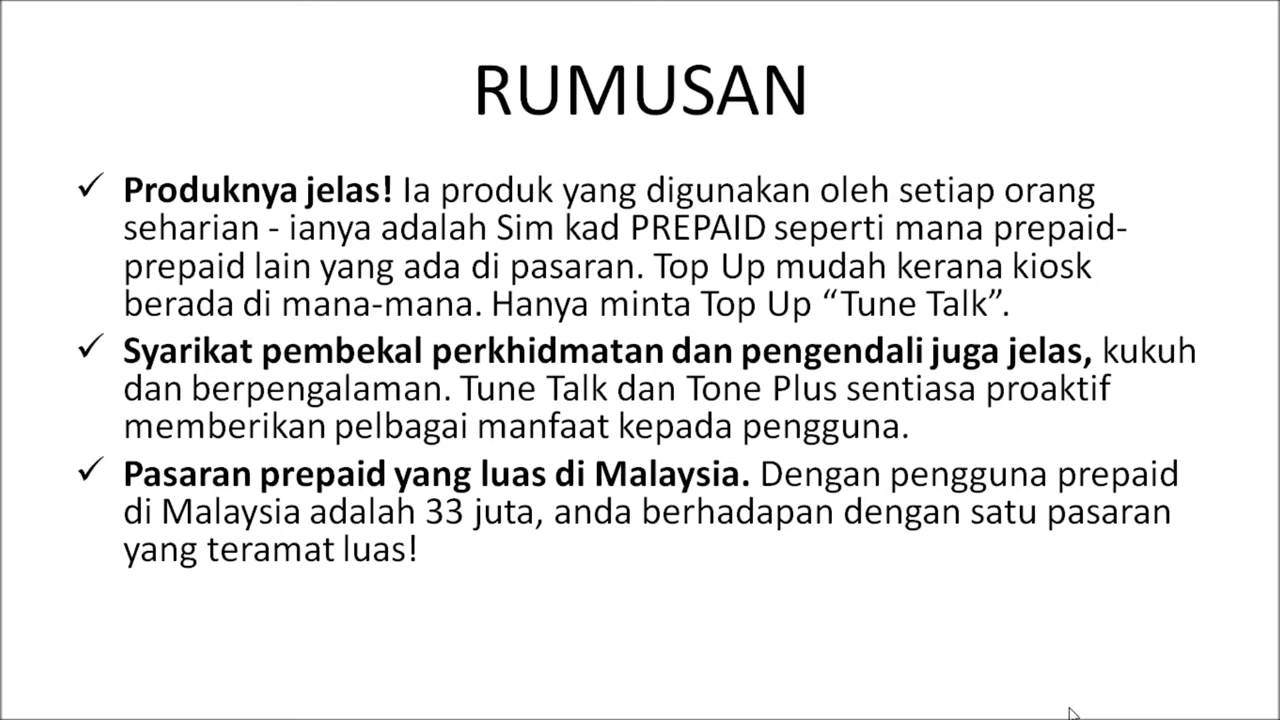 RUMUSAN
✓ Produknya jelas! Ia produk yang digunakan oleh setiap orang
seharian - ianya adalah Sim kad PREPAID seperti mana prepaid-
prepaid lain yang ada di pasaran. Top Up mudah kerana kiosk
berada di mana-mana. Hanya minta Top Up “Tune Talk”.
✓ Syarikat pembekal perkhidmatan dan pengendali juga jelas, kukuh
dan berpengalaman. Tune Talk dan Tone Plus sentiasa proaktif
memberikan pelbagai manfaat kepada pengguna.
✓ Pasaran prepaid yang luas di Malaysia. Dengan pengguna prepaid
di Malaysia adalah 33 juta, anda berhadapan dengan satu pasaran
yang teramat luas!